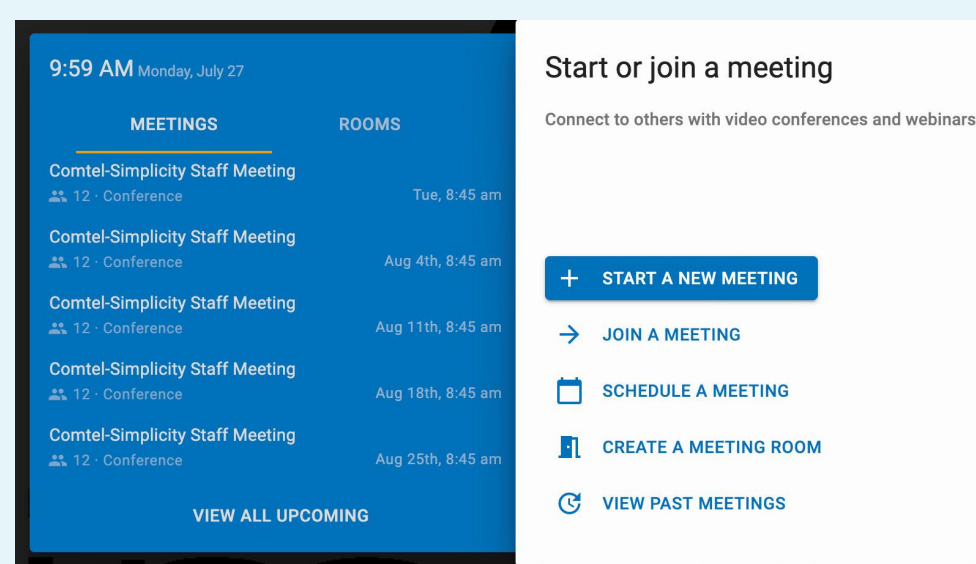 9:59 AM Monday, July 27
MEETINGS ROOMS
Comtel-Simplicity Staff Meeting
12 · Conference Tue, 8:45 am
Comtel-Simplicity Staff Meeting
12 · Conference Aug 4th, 8:45 am
Comtel-Simplicity Staff Meeting
12 · Conference Aug 11th, 8:45 am
Comtel-Simplicity Staff Meeting
12 · Conference Aug 18th, 8:45 am
Comtel-Simplicity Staff Meeting
12 · Conference Aug 25th, 8:45 am
VIEW ALL UPCOMING
Start or join a meeting
Connect to others with video conferences and webinars
START A NEW MEETING
JOIN A MEETING
SCHEDULE A MEETING
CREATE A MEETING ROOM
VIEW PAST MEETINGS